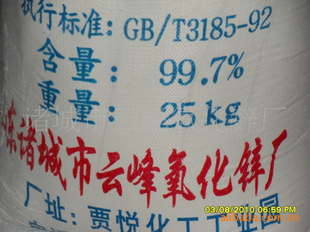 执行标准: GB/T3185-92
含量: 99.7%
重量: 25kg
东诸城市云峰氧化锌厂
厂址: 贾悦化工工业园
03/08/2010 06:59 PM